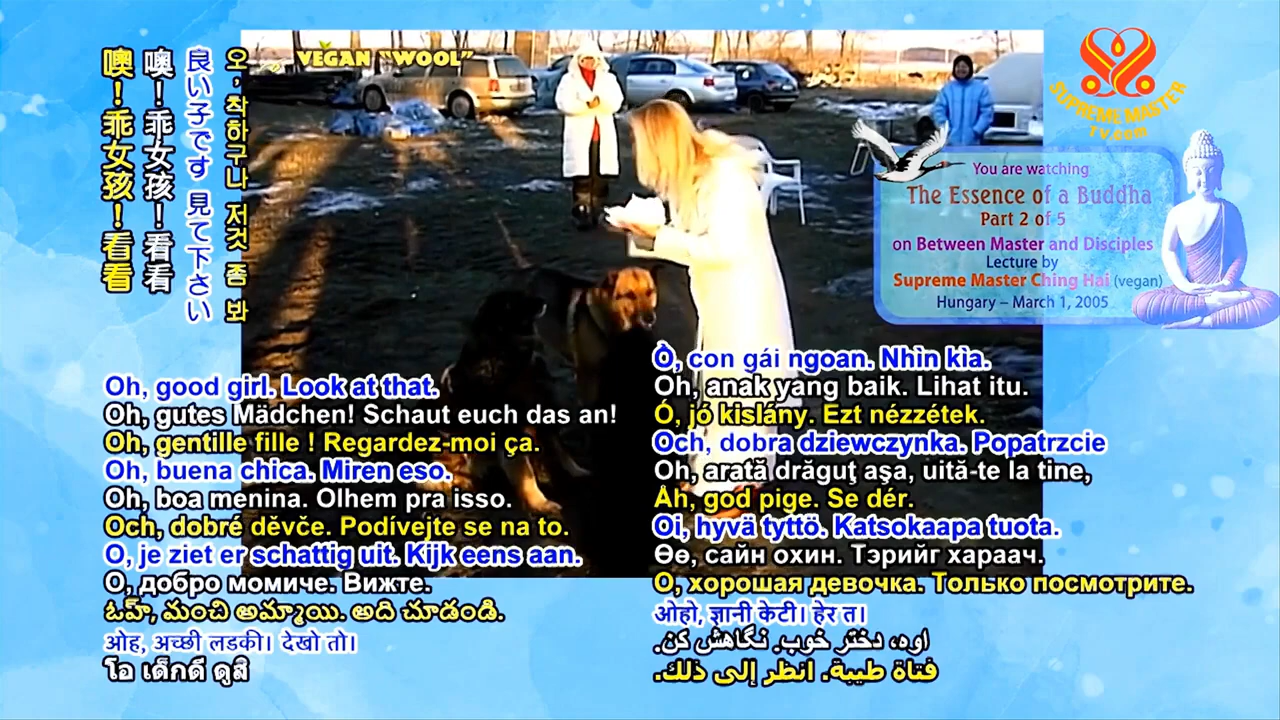 噢！乖女孩！看看
噢！乖女孩！看看
良い子です 見て下さい
오, 착하구나 저것 좀 봐
VEGAN "WOOL"
SUPREME MASTER
TV.com
You are watching
The Essence of a Buddha
Part 2 of 5
on Between Master and Disciples
Lecture by
Supreme Master Ching Hai (vegan)
Hungary – March 1, 2005
Oh, good girl. Look at that.
Oh, gutes Mädchen! Schaut euch das an!
Oh, gentille fille ! Regardez-moi ça.
Oh, buena chica. Miren eso.
Oh, boa menina. Olhem pra isso.
Och, dobré děvče. Podívejte se na to.
O, je ziet er schattig uit. Kijk eens aan.
О, добро момиче. Вижте.
ఓహ్, మంచి అమ్మాయి. అది చూడండి.
ओह, अच्छी लडकी। देखो तो।
โอ เด็กดี ดูสิ
Ồ, con gái ngoan. Nhìn kìa.
Oh, anak yang baik. Lihat itu.
Ó, jó kislány. Ezt nézzétek.
Och, dobra dziewczynka. Popatrzcie
Oh, arată drăguţ aşa, uită-te la tine,
Åh, god pige. Se dér.
Oi, hyvä tyttö. Katsokaapa tuota.
Өө, сайн охин. Тэрийг хараач.
О, хорошая девочка. Только посмотрите.
ओहो, ज्ञानी केटी। हेर त।
اوه، دختر خوب. نگاهش کن.
فتاة طيبة. انظر إلى ذلك.